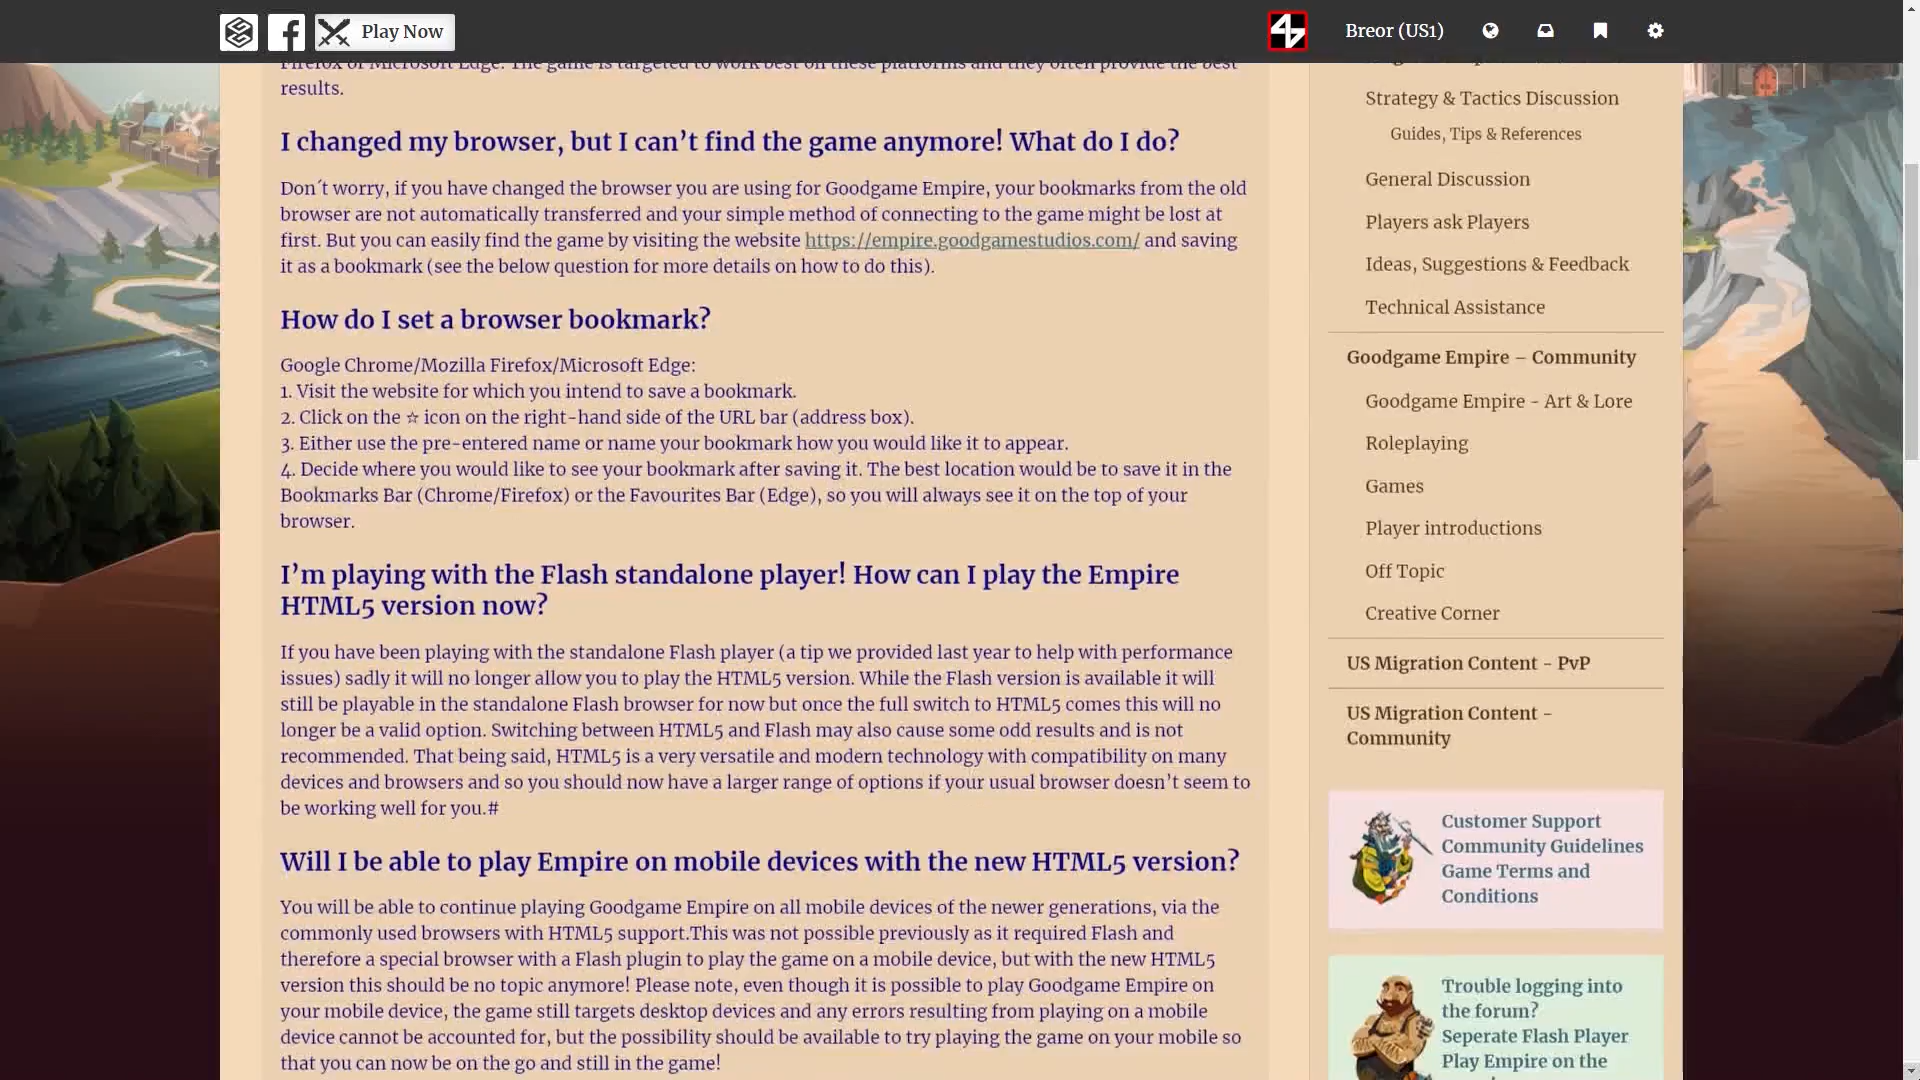 Play Now
Breor (US1)
Firefox or Microsoft Edge. The game is targeted to work best on these platforms and they often provide the best
results.
I changed my browser, but I can’t find the game anymore! What do I do?
Don´t worry, if you have changed the browser you are using for Goodgame Empire, your bookmarks from the old
browser are not automatically transferred and your simple method of connecting to the game might be lost at
first. But you can easily find the game by visiting the website https://empire.goodgamestudios.com/ and saving
it as a bookmark (see the below question for more details on how to do this).
How do I set a browser bookmark?
Google Chrome/Mozilla Firefox/Microsoft Edge:
1. Visit the website for which you intend to save a bookmark.
2. Click on the ☆ icon on the right-hand side of the URL bar (address box).
3. Either use the pre-entered name or name your bookmark how you would like it to appear.
4. Decide where you would like to see your bookmark after saving it. The best location would be to save it in the
Bookmarks Bar (Chrome/Firefox) or the Favourites Bar (Edge), so you will always see it on the top of your
browser.
I’m playing with the Flash standalone player! How can I play the Empire
HTML5 version now?
If you have been playing with the standalone Flash player (a tip we provided last year to help with performance
issues) sadly it will no longer allow you to play the HTML5 version. While the Flash version is available it will
still be playable in the standalone Flash browser for now but once the full switch to HTML5 comes this will no
longer be a valid option. Switching between HTML5 and Flash may also cause some odd results and is not
recommended. That being said, HTML5 is a very versatile and modern technology with compatibility on many
devices and browsers and so you should now have a larger range of options if your usual browser doesn’t seem to
be working well for you.#
Will I be able to play Empire on mobile devices with the new HTML5 version?
You will be able to continue playing Goodgame Empire on all mobile devices of the newer generations, via the
commonly used browsers with HTML5 support.This was not possible previously as it required Flash and
therefore a special browser with a Flash plugin to play the game on a mobile device, but with the new HTML5
version this should be no topic anymore! Please note, even though it is possible to play Goodgame Empire on
your mobile device, the game still targets desktop devices and any errors resulting from playing on a mobile
device cannot be accounted for, but the possibility should be available to try playing the game on your mobile so
that you can now be on the go and still in the game!
Strategy & Tactics Discussion
Guides, Tips & References
General Discussion
Players ask Players
Ideas, Suggestions & Feedback
Technical Assistance
Goodgame Empire – Community
Goodgame Empire - Art & Lore
Roleplaying
Games
Player introductions
Off Topic
Creative Corner
US Migration Content - PvP
US Migration Content -
Community
Customer Support
Community Guidelines
Game Terms and
Conditions
Trouble logging into
the forum?
Seperate Flash Player
Play Empire on the